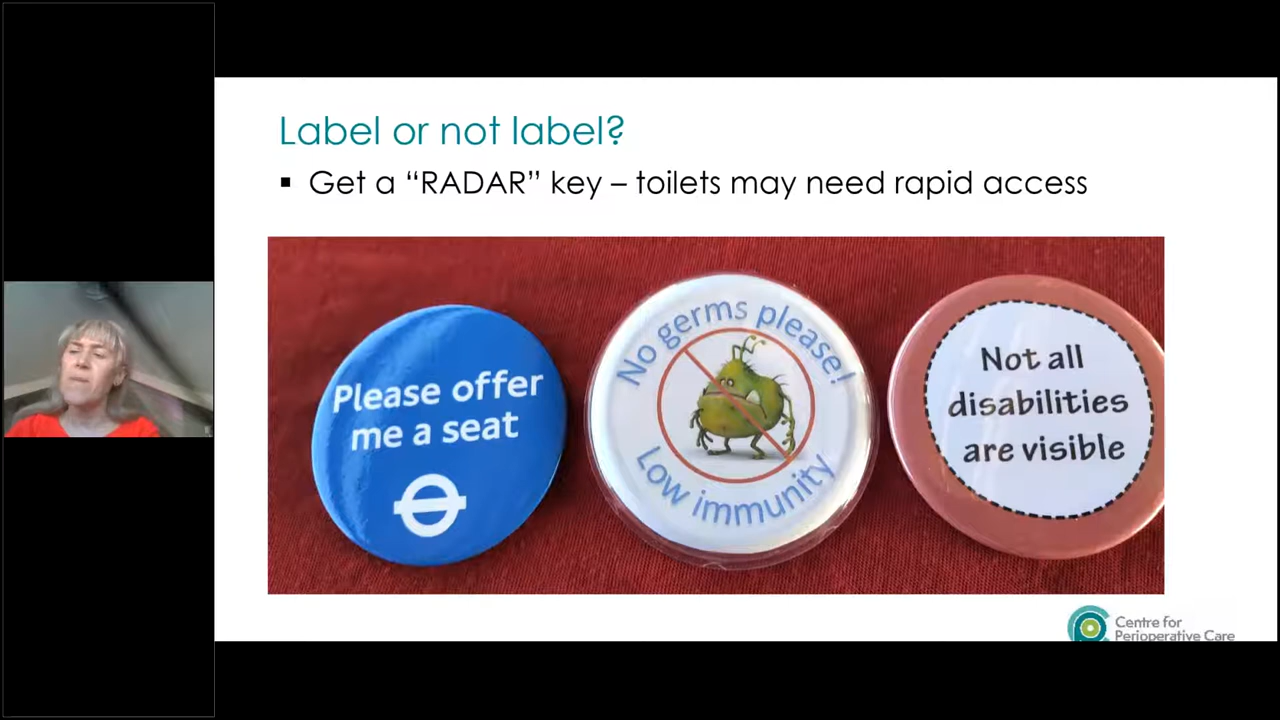 Label or not label?
▪ Get a “RADAR” key – toilets may need rapid access
Please offer
me a seat
No germs please!
Low immunity
Not all
disabilities
are visible
Centre for
Perioperative Care